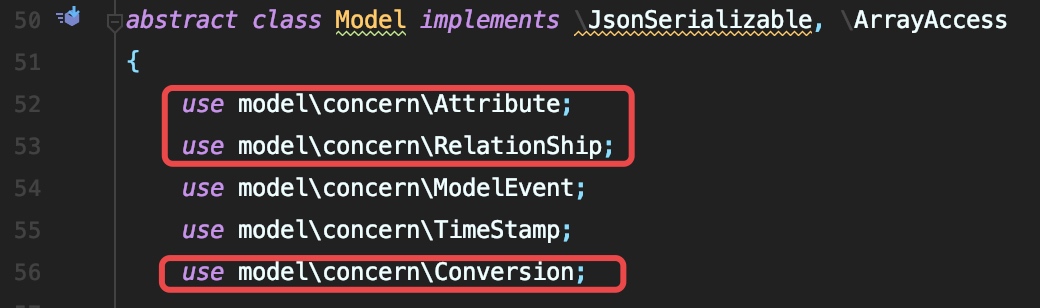 50 abstract class Model implements \JsonSerializable, \ArrayAccess
51 {
52 use model\concern\Attribute;
53 use model\concern\RelationShip;
54 use model\concern\ModelEvent;
55 use model\concern\TimeStamp;
56 use model\concern\Conversion;